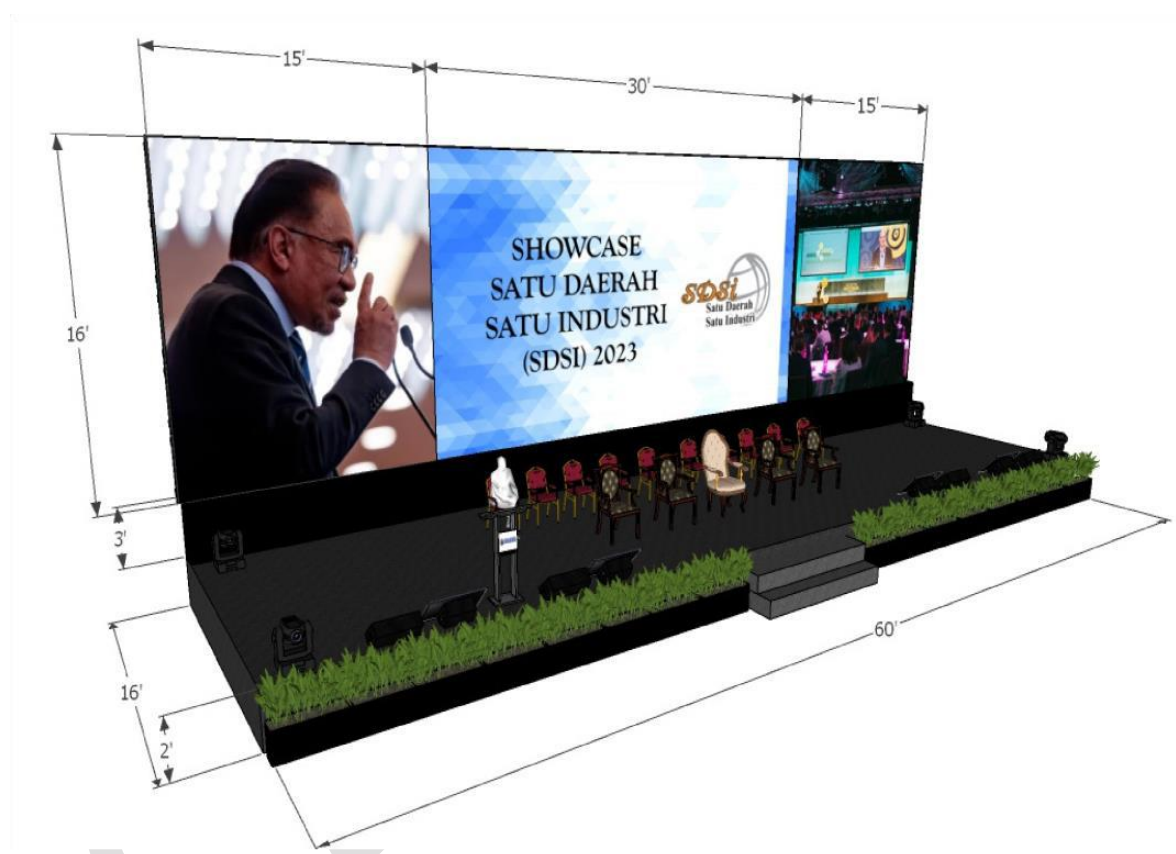 15'
30'
15'
16'
SHOWCASE
SATU DAERAH
SATU INDUSTRI
(SDSI) 2023
SDSi
Satu Daerah
Satu Industri
3'
16'
2'
60'